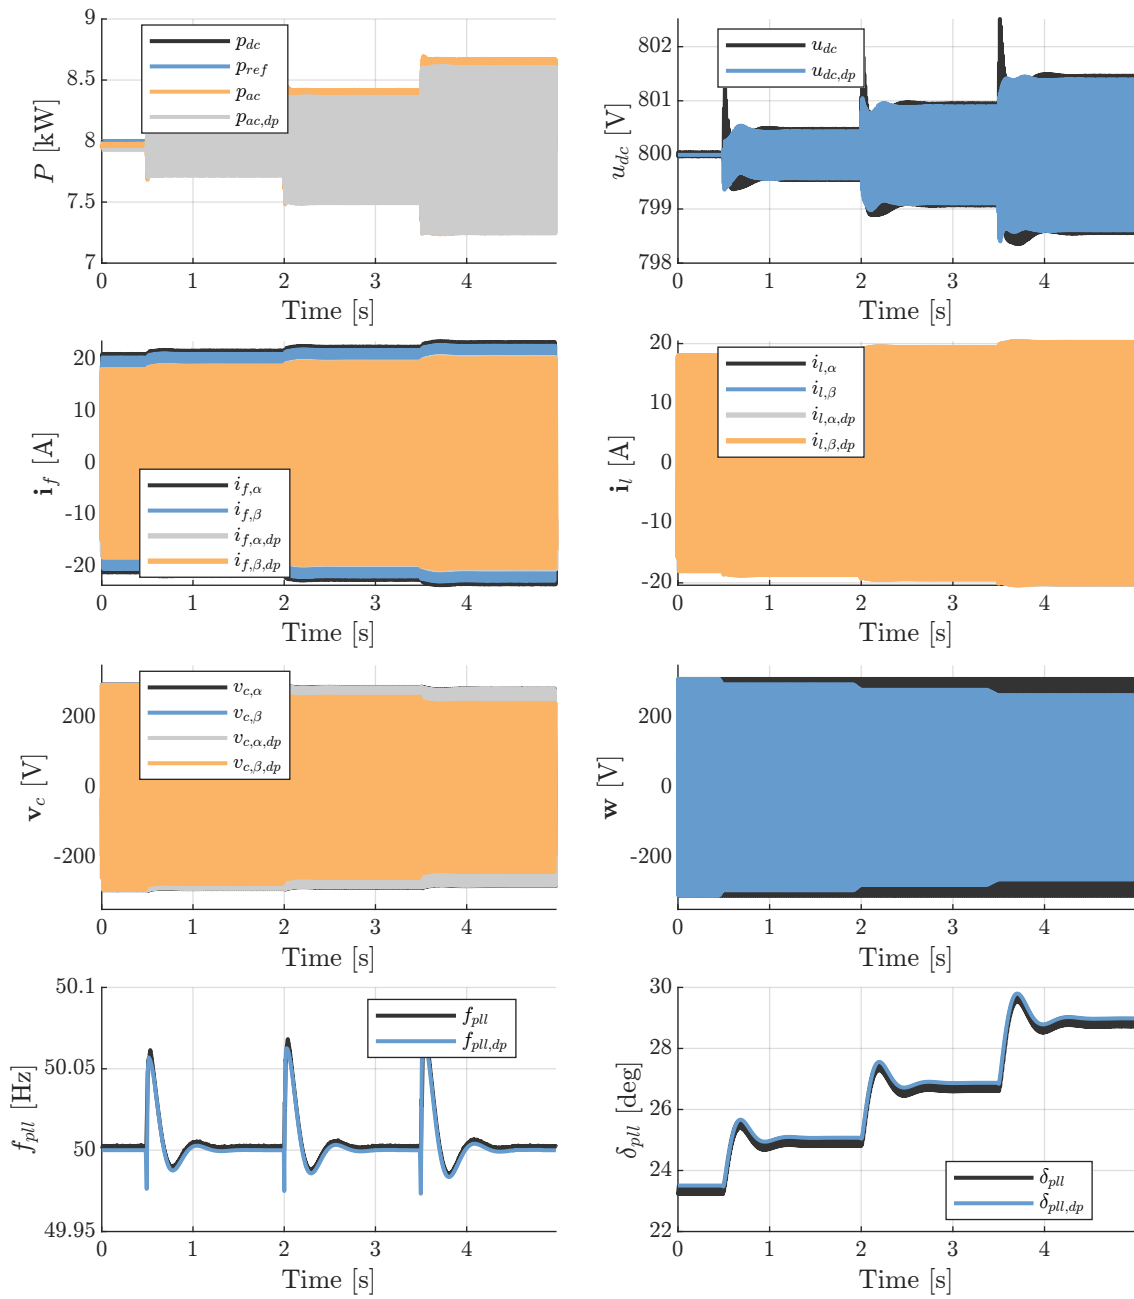 9
8.5
8
7.5
7
P [kW]
p_dc
p_ref
p_ac
p_ac,dp
0 1 2 3 4
Time [s]
802
801
800
799
798
u_dc [V]
u_dc
u_dc,dp
0 1 2 3 4
Time [s]
20
10
0
-10
-20
i_f [A]
i_f,α
i_f,β
i_f,α,dp
i_f,β,dp
0 1 2 3 4
Time [s]
20
10
0
-10
-20
i_l [A]
i_l,α
i_l,β
i_l,α,dp
i_l,β,dp
0 1 2 3 4
Time [s]
200
0
-200
v_c [V]
v_c,α
v_c,β
v_c,α,dp
v_c,β,dp
0 1 2 3 4
Time [s]
200
0
-200
w [V]
0 1 2 3 4
Time [s]
50.1
50.05
50
49.95
f_pll [Hz]
f_pll
f_pll,dp
0 1 2 3 4
Time [s]
30
28
26
24
22
δ_pll [deg]
δ_pll
δ_pll,dp
0 1 2 3 4
Time [s]